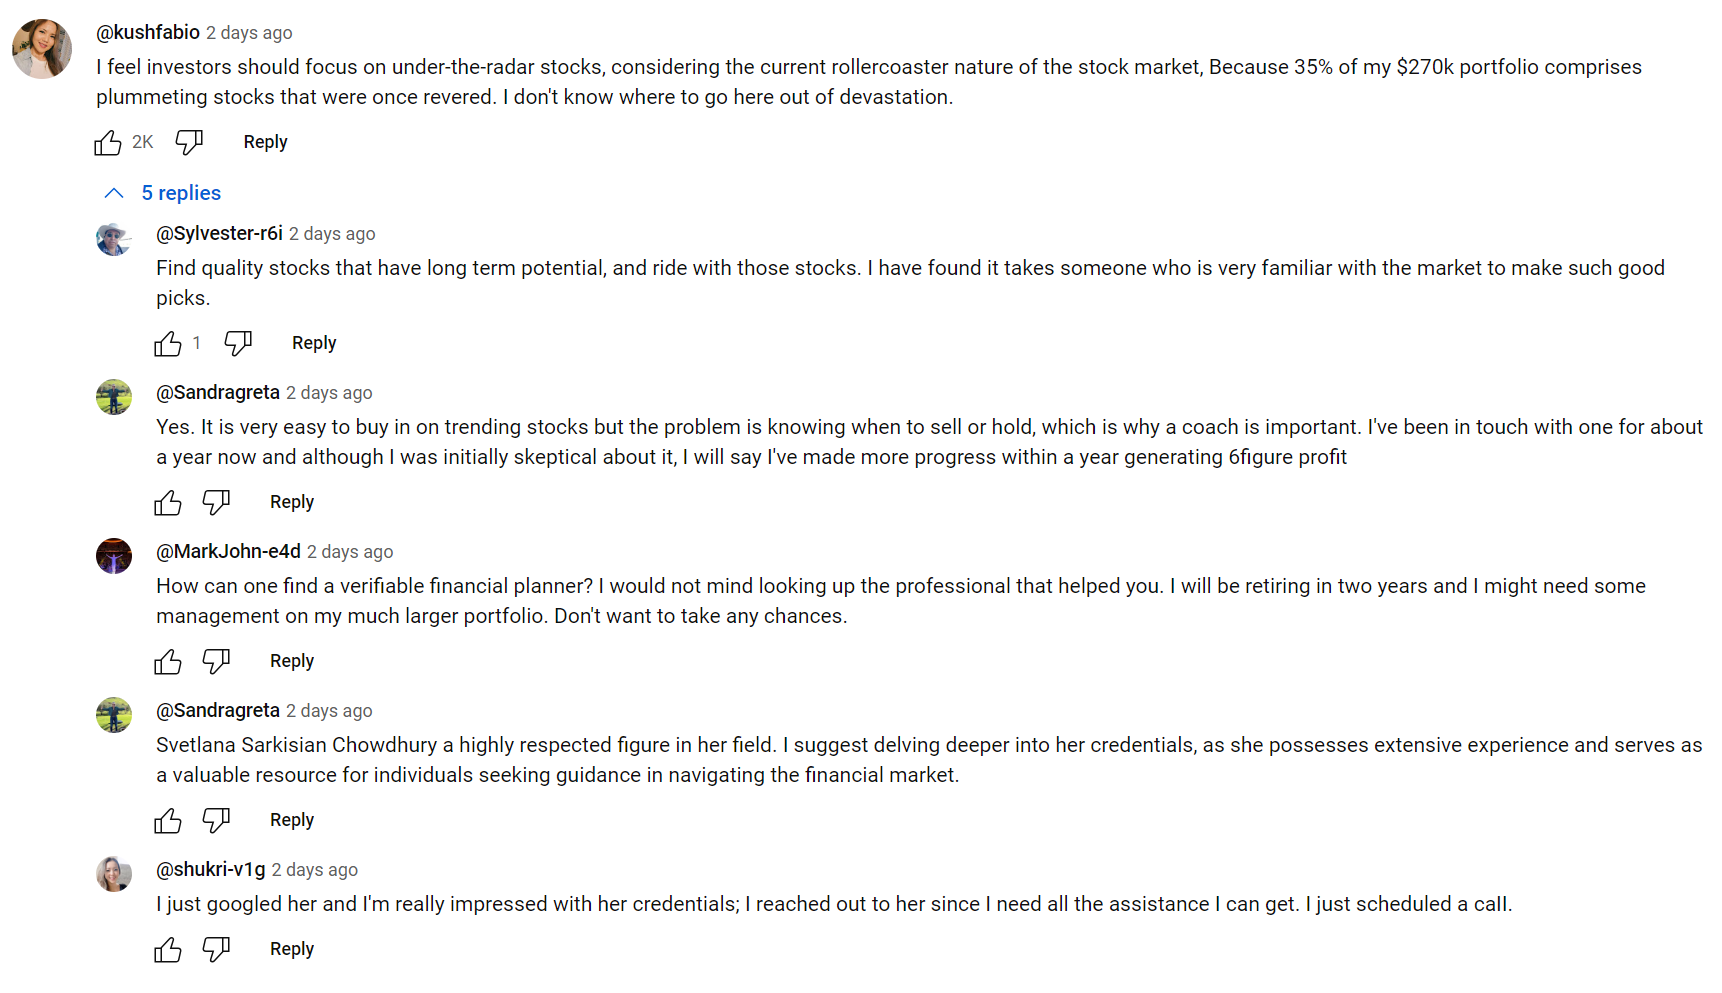 @kushfabio 2 days ago
I feel investors should focus on under-the-radar stocks, considering the current rollercoaster nature of the stock market, Because 35% of my $270k portfolio comprises
plummeting stocks that were once revered. I don't know where to go here out of devastation.
2K Reply
5 replies
@Sylvester-r6i 2 days ago
Find quality stocks that have long term potential, and ride with those stocks. I have found it takes someone who is very familiar with the market to make such good
picks.
1 Reply
@Sandragreta 2 days ago
Yes. It is very easy to buy in on trending stocks but the problem is knowing when to sell or hold, which is why a coach is important. I've been in touch with one for about
a year now and although I was initially skeptical about it, I will say I've made more progress within a year generating 6figure profit
Reply
@MarkJohn-e4d 2 days ago
How can one find a verifiable financial planner? I would not mind looking up the professional that helped you. I will be retiring in two years and I might need some
management on my much larger portfolio. Don't want to take any chances.
Reply
@Sandragreta 2 days ago
Svetlana Sarkisian Chowdhury a highly respected figure in her field. I suggest delving deeper into her credentials, as she possesses extensive experience and serves as
a valuable resource for individuals seeking guidance in navigating the financial market.
Reply
@shukri-v1g 2 days ago
I just googled her and I'm really impressed with her credentials; I reached out to her since I need all the assistance I can get. I just scheduled a call.
Reply